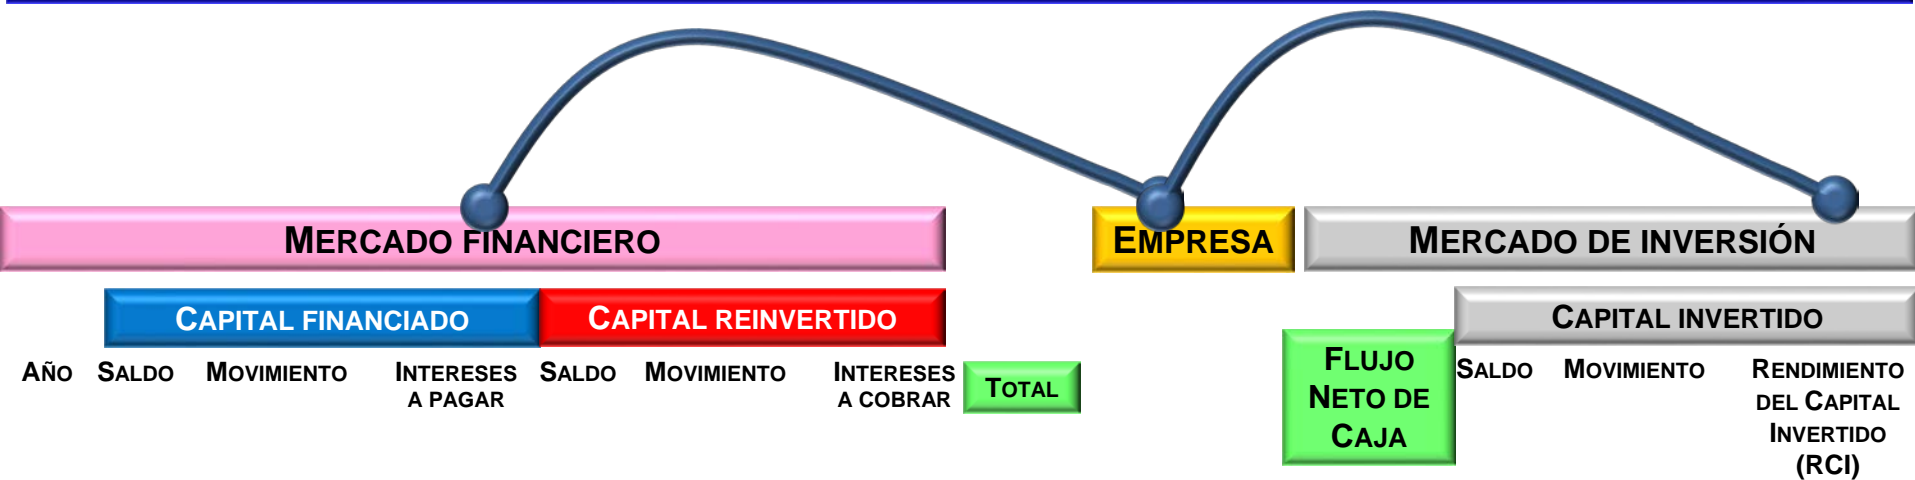 MERCADO FINANCIERO
EMPRESA
MERCADO DE INVERSIÓN
CAPITAL FINANCIADO
CAPITAL REINVERTIDO
CAPITAL INVERTIDO
AÑO
SALDO
MOVIMIENTO
INTERESES
A PAGAR
SALDO
MOVIMIENTO
INTERESES
A COBRAR
TOTAL
FLUJO
NETO DE
CAJA
SALDO
MOVIMIENTO
RENDIMIENTO
DEL CAPITAL
INVERTIDO
(RCI)